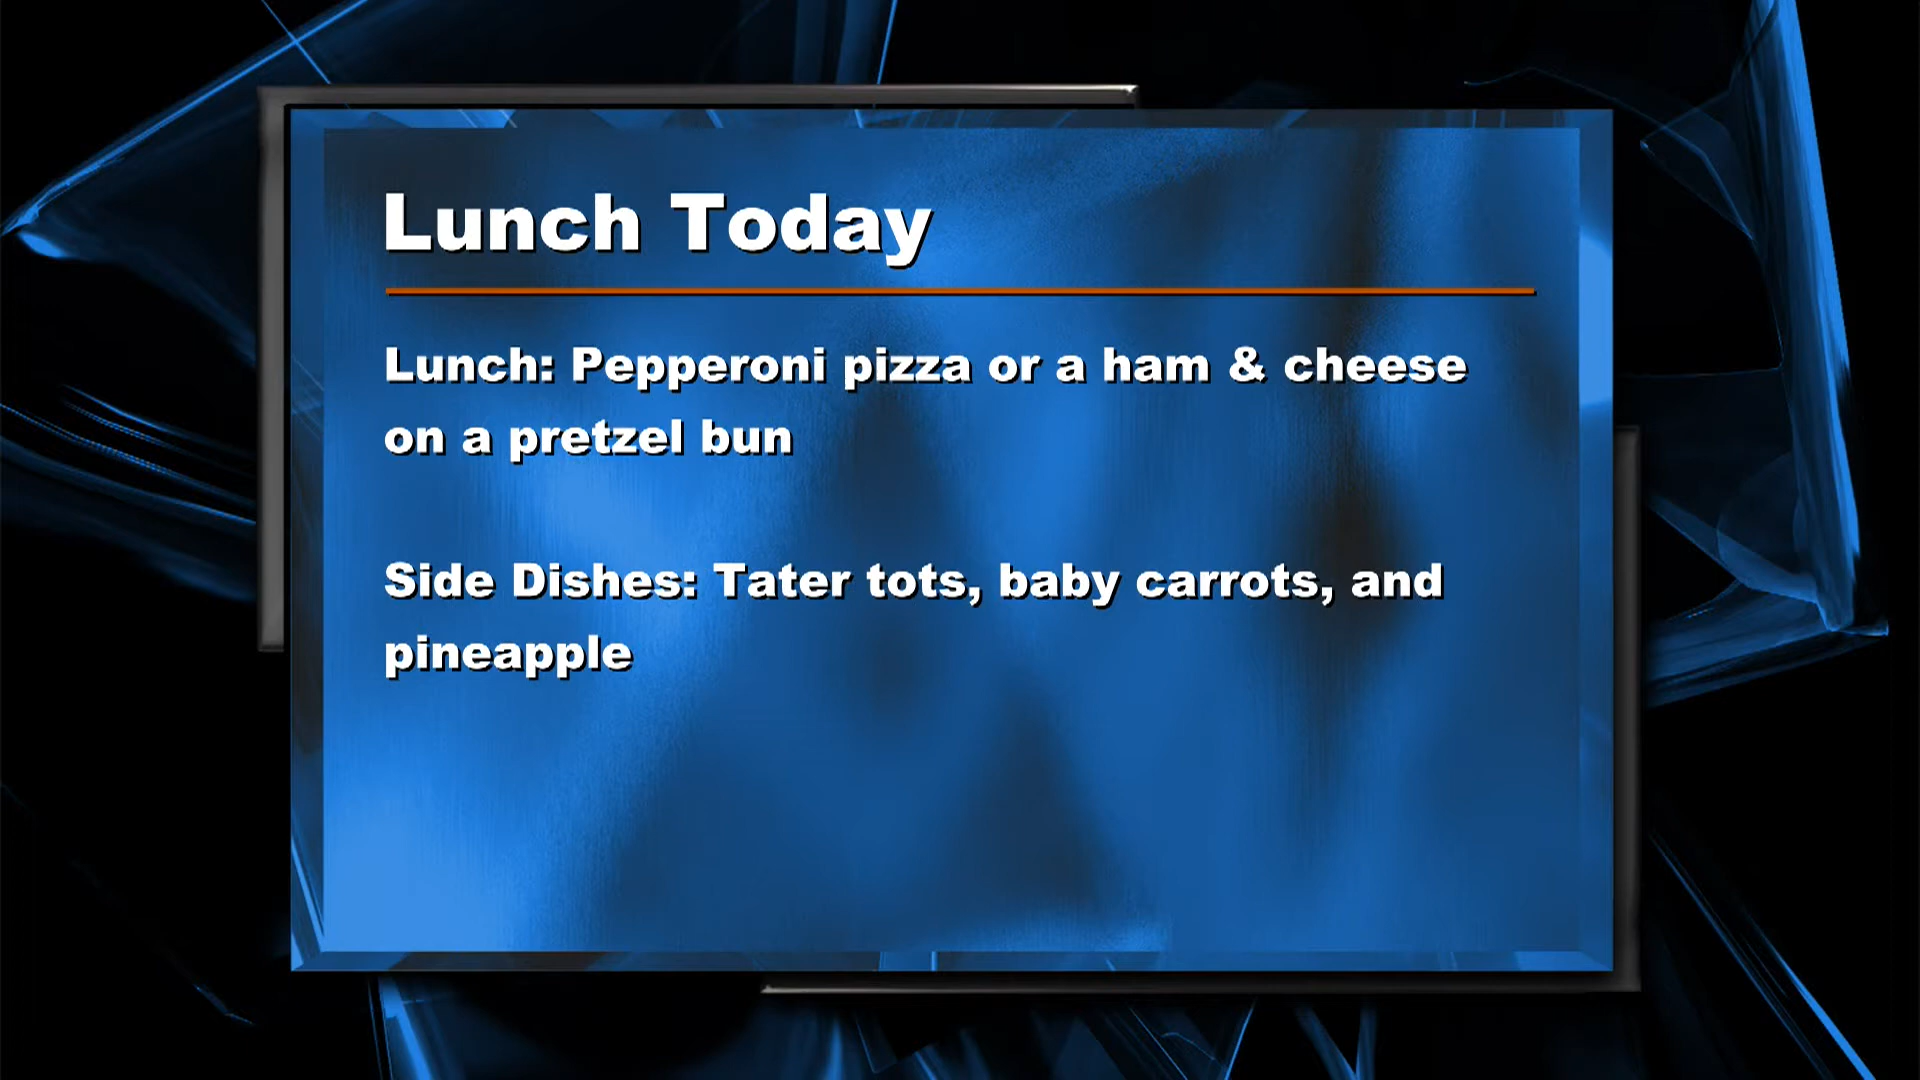 Lunch Today
Lunch: Pepperoni pizza or a ham & cheese
on a pretzel bun
Side Dishes: Tater tots, baby carrots, and
pineapple